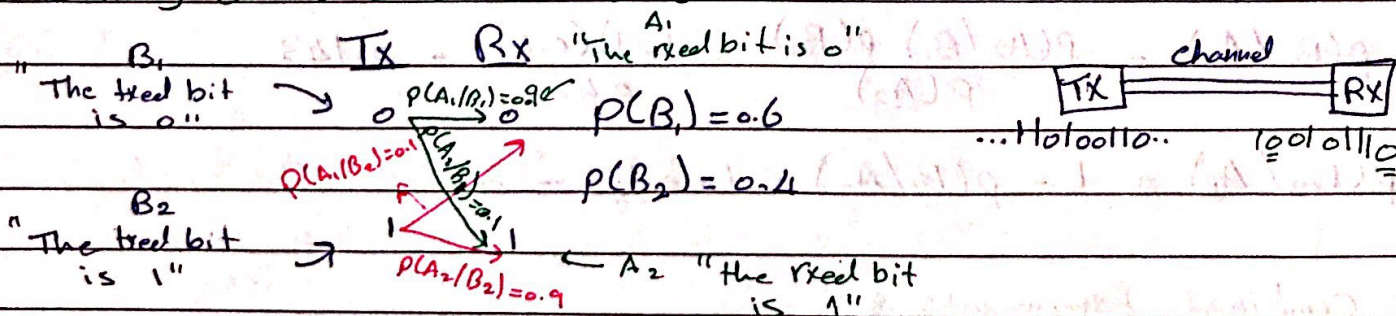 B₁ Tx Rx A₁ "The rxed bit is 0" channel
" The txed bit is 0" 0 P(A₁/B₁)=0.9 0 P(B₁)=0.6 TX RX
P(A₂/B₁)=0.1 ...110100110.. 100101110
P(A₁/B₂)=0.1 P(B₂)=0.4
B₂
" The txed bit is 1" 1 1 A₂ "the rxed bit is 1"
P(A₂/B₂)=0.9